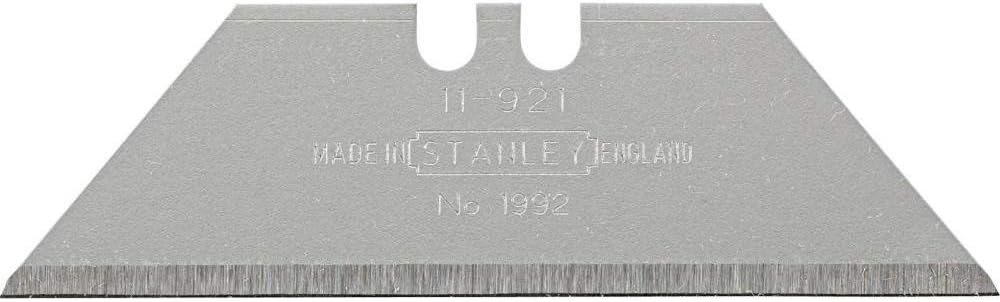 11-921
MADE IN STANLEY ENGLAND
No 1992